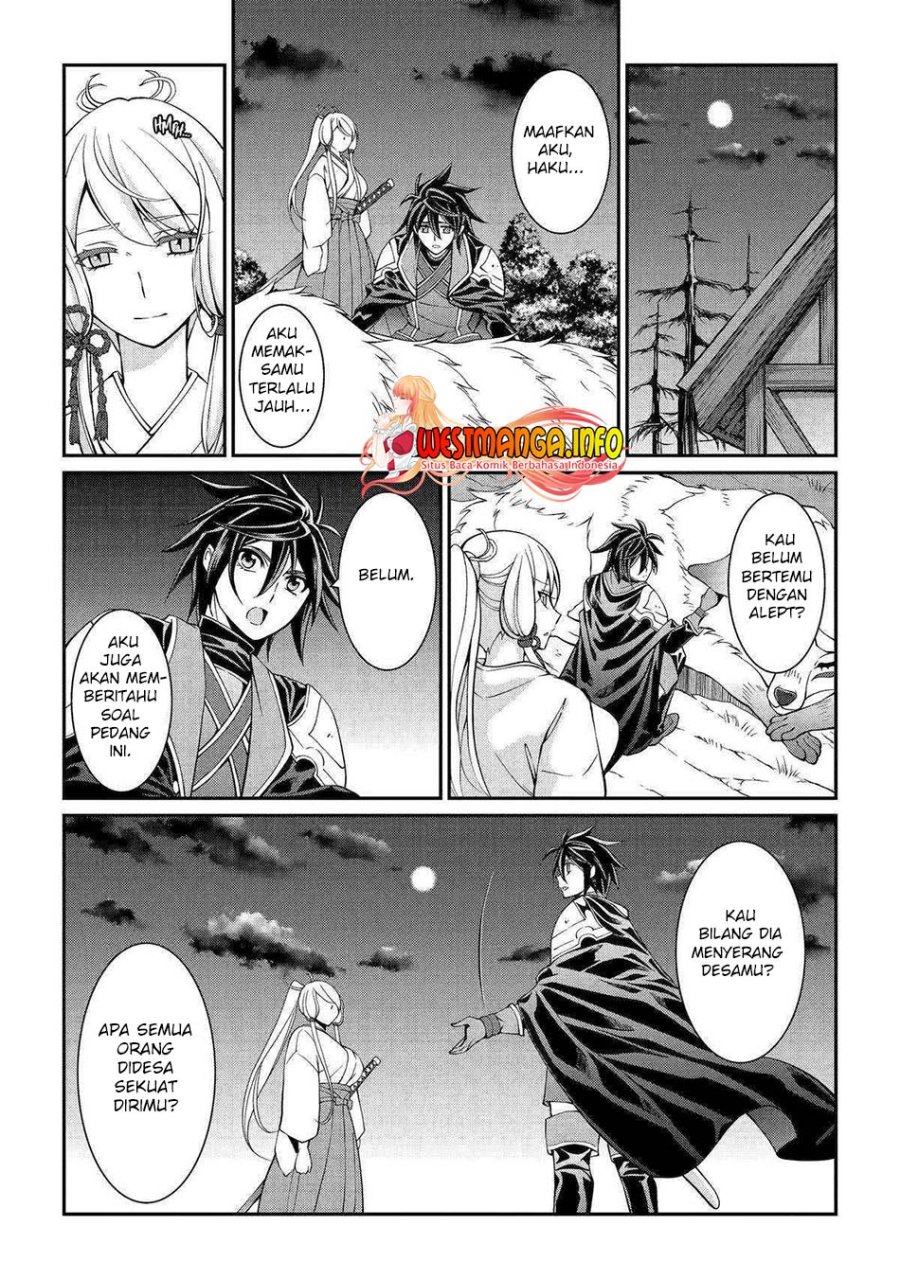 MAAFKAN
AKU,
HAKU...
AKU
MEMAK-
SAMU
TERLALU
JAUH...
HMPH...
WESTMANGA.INFO
Situs Baca Komik Berbahasa Indonesia
KAU
BELUM
BERTEMU
DENGAN
ALEPT?
BELUM.
AKU
JUGA
AKAN MEM-
BERITAHU
SOAL
PEDANG
INI.
KAU
BILANG DIA
MENYERANG
DESAMU?
APA SEMUA
ORANG
DIDESA
SEKUAT
DIRIMU?